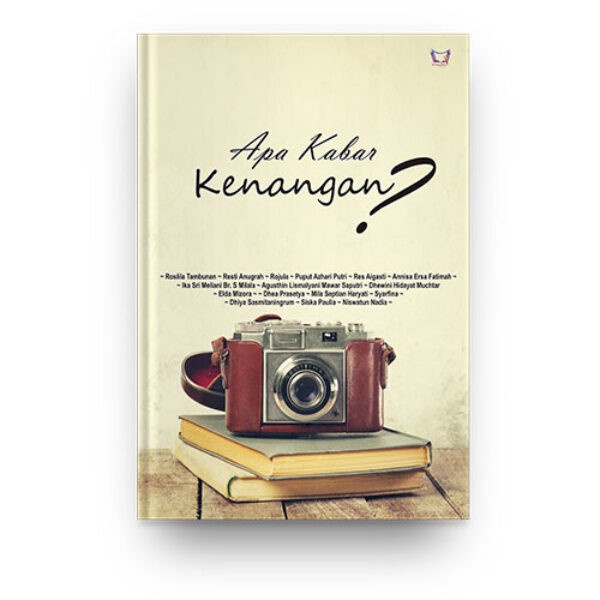 Apa Kabar
Kenangan?
~ Roslila Tambunan ~ Resti Anugrah ~ Rojula ~ Puput Azhari Putri ~ Res Aigasti ~ Annisa Ersa Fatimah ~
~ Ika Sri Meliani Br. S Milala ~ Agusthin Lismalyani Mawar Saputri ~ Dhewini Hidayat Muchtar
~ Elda Mizora ~ ~ Dhea Prasetya ~ Mila Septian Haryati ~ Syarfina ~
~ Dhiya Sasmitaningrum ~ Siska Paulia ~ Niswatun Nadia ~